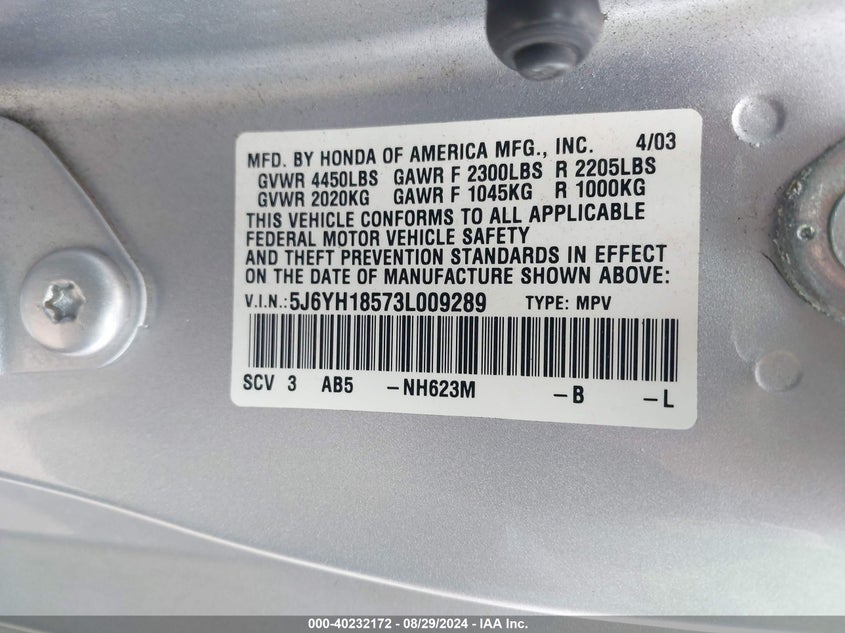 MFD. BY HONDA OF AMERICA MFG., INC. 4/03
GVWR 4450LBS GAWR F 2300LBS R 2205LBS
GVWR 2020KG GAWR F 1045KG R 1000KG
THIS VEHICLE CONFORMS TO ALL APPLICABLE
FEDERAL MOTOR VEHICLE SAFETY
AND THEFT PREVENTION STANDARDS IN EFFECT
ON THE DATE OF MANUFACTURE SHOWN ABOVE:
V.I.N.:5J6YH18573L009289 TYPE: MPV
SCV 3 AB5 –NH623M –B –L
000-40232172 - 08/29/2024 - IAA Inc.